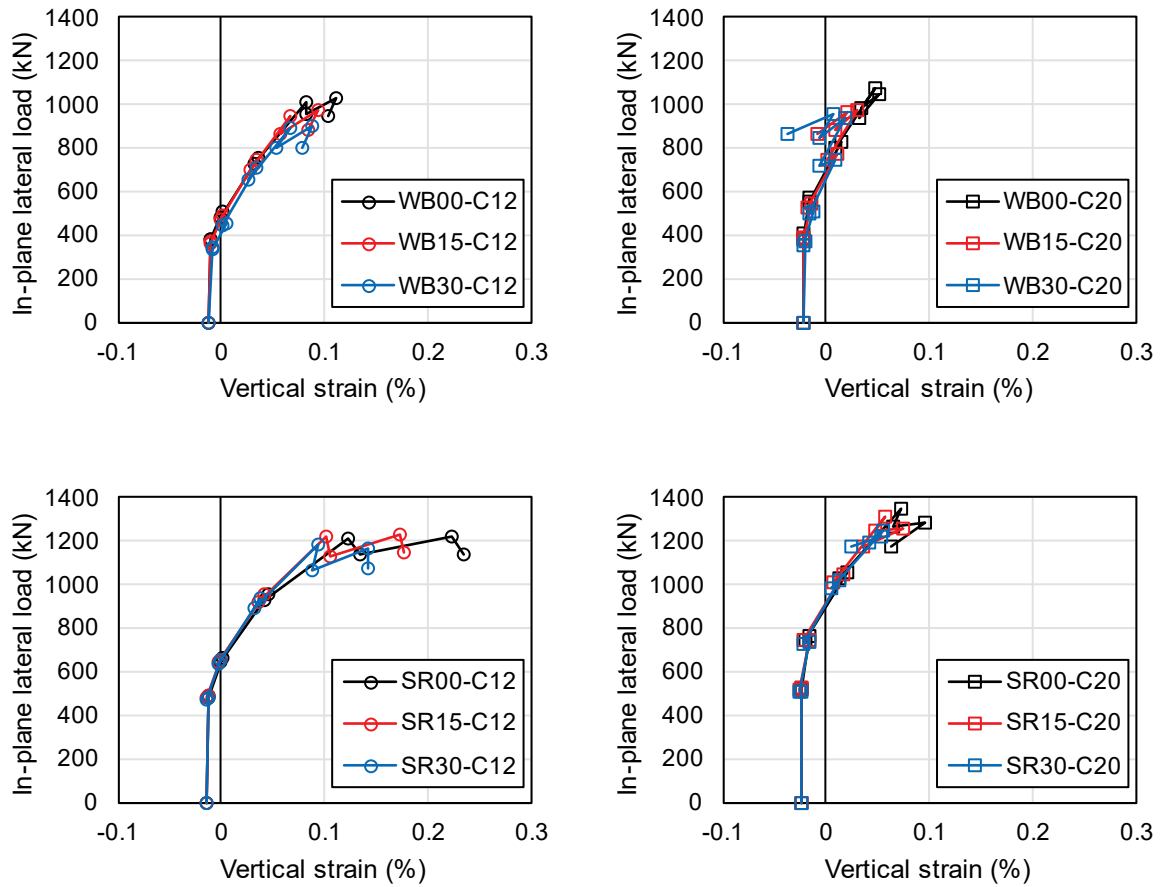 In-plane lateral load (kN)
1400
1200
1000
800
600
400
200
0
WB00-C12
WB15-C12
WB30-C12
-0.1
0
0.1
0.2
0.3
Vertical strain (%)
In-plane lateral load (kN)
1400
1200
1000
800
600
400
200
0
WB00-C20
WB15-C20
WB30-C20
-0.1
0
0.1
0.2
0.3
Vertical strain (%)
In-plane lateral load (kN)
1400
1200
1000
800
600
400
200
0
SR00-C12
SR15-C12
SR30-C12
-0.1
0
0.1
0.2
0.3
Vertical strain (%)
In-plane lateral load (kN)
1400
1200
1000
800
600
400
200
0
SR00-C20
SR15-C20
SR30-C20
-0.1
0
0.1
0.2
0.3
Vertical strain (%)